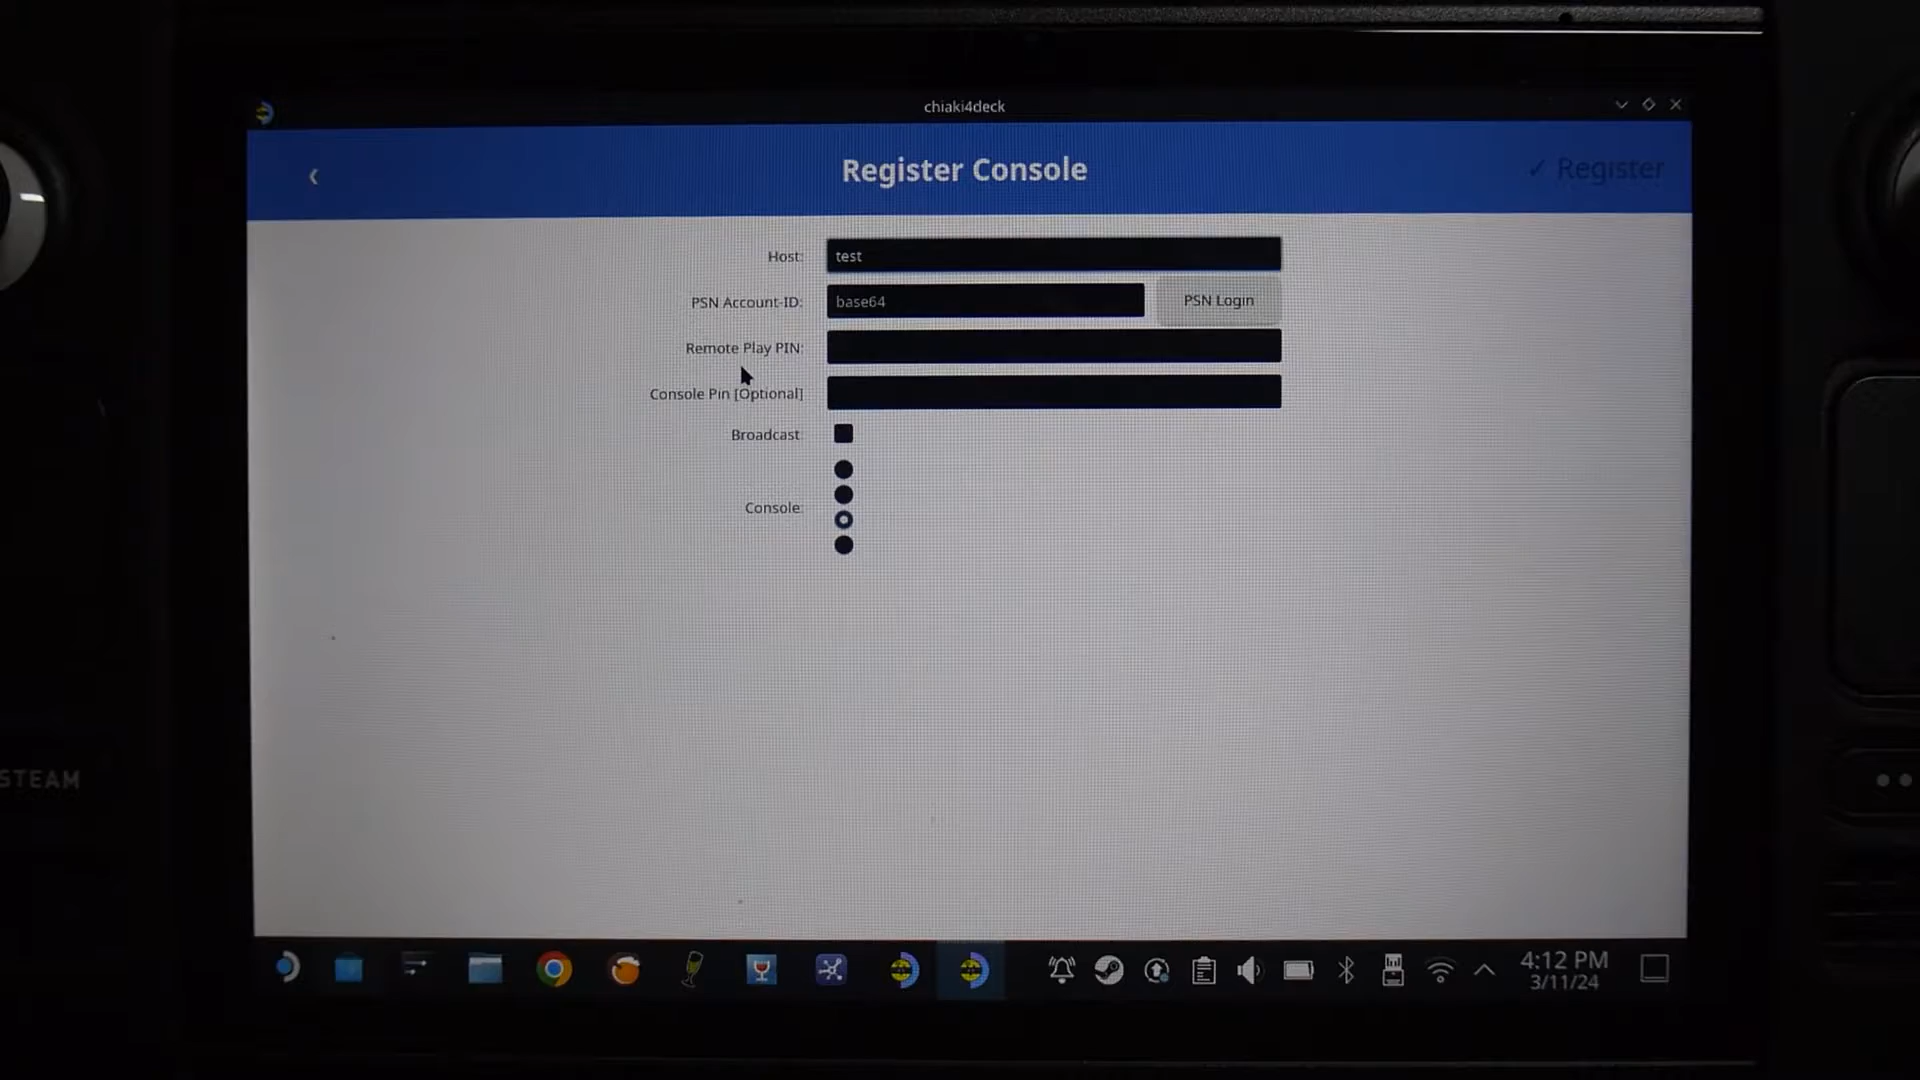 chiaki4deck
Register Console
✓ Register
Host: test
PSN Account-ID: base64 PSN Login
Remote Play PIN:
Console Pin [Optional]
Broadcast:
Console:
STEAM
4:12 PM
3/11/24